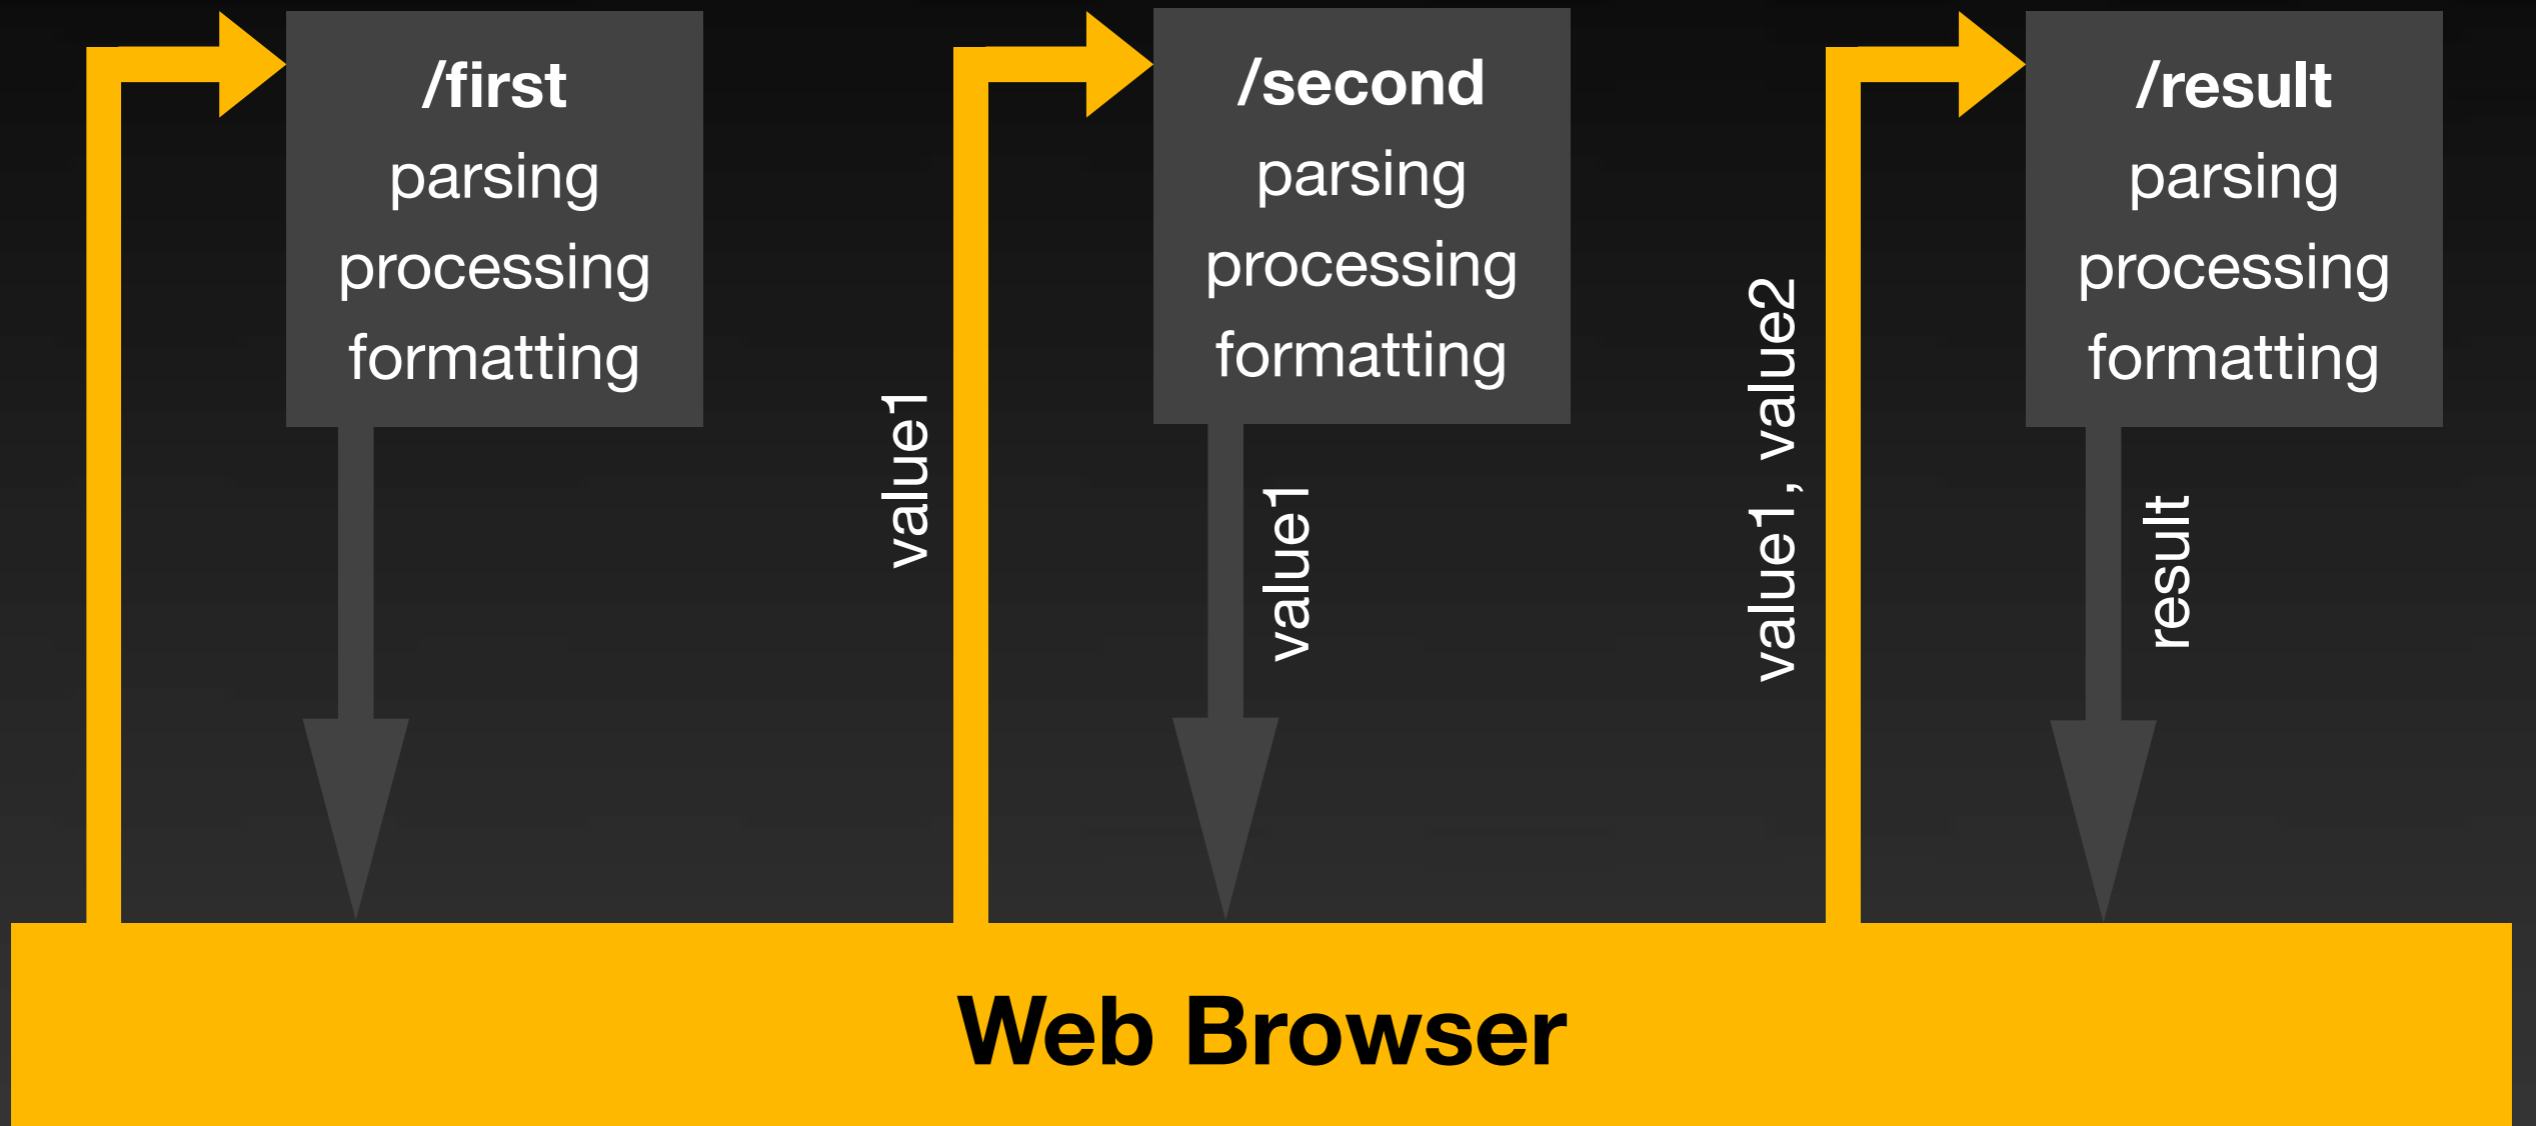 /first
parsing
processing
formatting
value1
/second
parsing
processing
formatting
value1
value1, value2
/result
parsing
processing
formatting
result
Web Browser